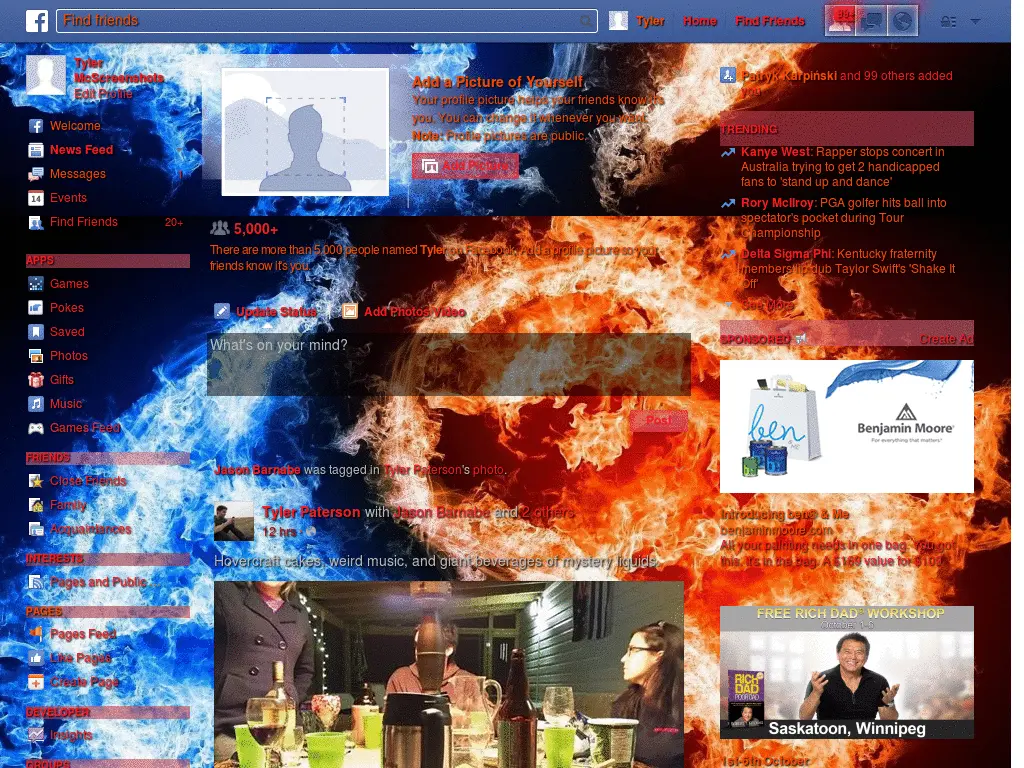 Find friends
Tyler
Home
Find Friends
99+
Tyler
McScreenshots
Edit Profile
Welcome
News Feed
Messages
14 Events
Find Friends 20+
APPS
Games
Pokes
Saved
Photos
Gifts
Music
Games Feed
FRIENDS
Close Friends
Family
Acquaintances
INTERESTS
Pages and Public
PAGES
Pages Feed
Like Pages
Create Page
DEVELOPER
Insights
GROUPS
Add a Picture of Yourself
Your profile picture helps your friends know it's
you. You can change it whenever you want.
Note: Profile pictures are public.
Add Picture
5,000+
There are more than 5,000 people named Tyler on Facebook. Add a profile picture so your
friends know it's you.
Update Status
Add Photos/Video
What's on your mind?
Post
Jason Barnabe was tagged in Tyler Paterson's photo.
Tyler Paterson with Jason Barnabe and 2 others
12 hrs
Hovercraft cakes, weird music, and giant beverages of mystery liquids
Patryk Karpiński and 99 others added
you
TRENDING
Kanye West: Rapper stops concert in
Australia trying to get 2 handicapped
fans to 'stand up and dance'
Rory McIlroy: PGA golfer hits ball into
spectator's pocket during Tour
Championship
Delta Sigma Phi: Kentucky fraternity
members dub Taylor Swift's 'Shake It
Off'
See More
SPONSORED
Create Ad
ben
Benjamin Moore®
For everything that matters.
Introducing ben® & Me
benjaminmoore.com
All your painting needs in one bag. You got
this. It's in the bag. A $169 value for $109
FREE RICH DAD® WORKSHOP
October, 1-6
RICH
DAD
POOR DAD
Saskatoon, Winnipeg
1st-6th October